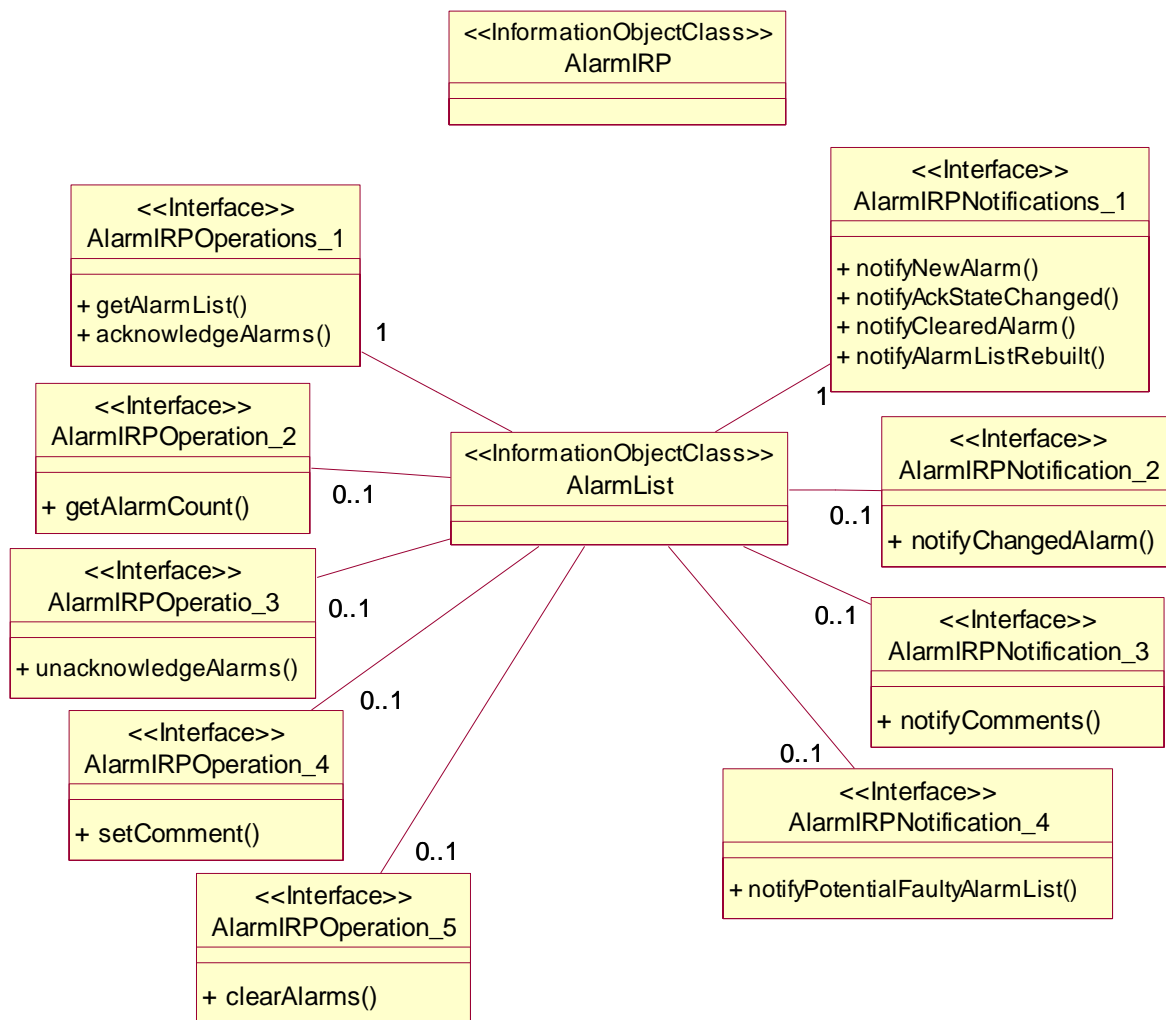 <<InformationObjectClass>>
AlarmIRP
<<Interface>>
AlarmIRPOperations_1
+ getAlarmList()
+ acknowledgeAlarms()
1
<<Interface>>
AlarmIRPNotifications_1
+ notifyNewAlarm()
+ notifyAckStateChanged()
+ notifyClearedAlarm()
+ notifyAlarmListRebuilt()
1
<<Interface>>
AlarmIRPOperation_2
+ getAlarmCount()
0..1
<<InformationObjectClass>>
AlarmList
<<Interface>>
AlarmIRPNotification_2
+ notifyChangedAlarm()
0..1
<<Interface>>
AlarmIRPOperatio_3
+ unacknowledgeAlarms()
0..1
<<Interface>>
AlarmIRPNotification_3
+ notifyComments()
0..1
<<Interface>>
AlarmIRPOperation_4
+ setComment()
0..1
<<Interface>>
AlarmIRPNotification_4
+ notifyPotentialFaultyAlarmList()
0..1
<<Interface>>
AlarmIRPOperation_5
+ clearAlarms()
0..1